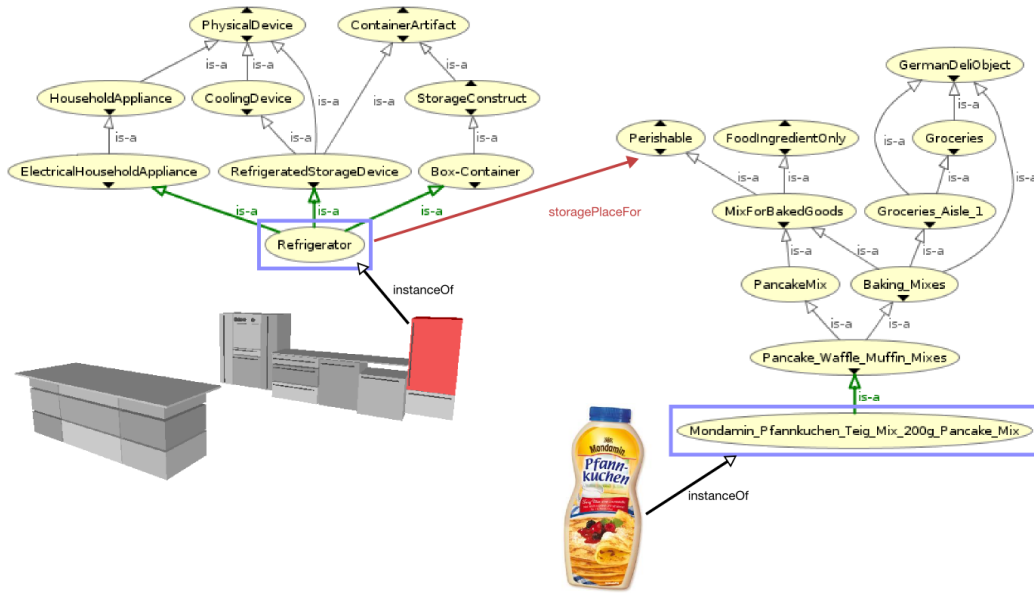 PhysicalDevice
ContainerArtifact
is-a
is-a
is-a
is-a
GermanDeliObject
is-a
is-a
HouseholdAppliance
CoolingDevice
StorageConstruct
is-a
is-a
Perishable
FoodIngredientOnly
Groceries
is-a
is-a
is-a
ElectricalHouseholdAppliance
RefrigeratedStorageDevice
Box-Container
is-a
is-a
is-a
is-a
is-a
is-a
is-a
storagePlaceFor
MixForBakedGoods
Groceries_Aisle_1
Refrigerator
is-a
is-a
is-a
instanceOf
PancakeMix
Baking_Mixes
is-a
is-a
Pancake_Waffle_Muffin_Mixes
is-a
Mondamin_Pfannkuchen_Teig_Mix_200g_Pancake_Mix
instanceOf
Mondamin
Pfann-
kuchen